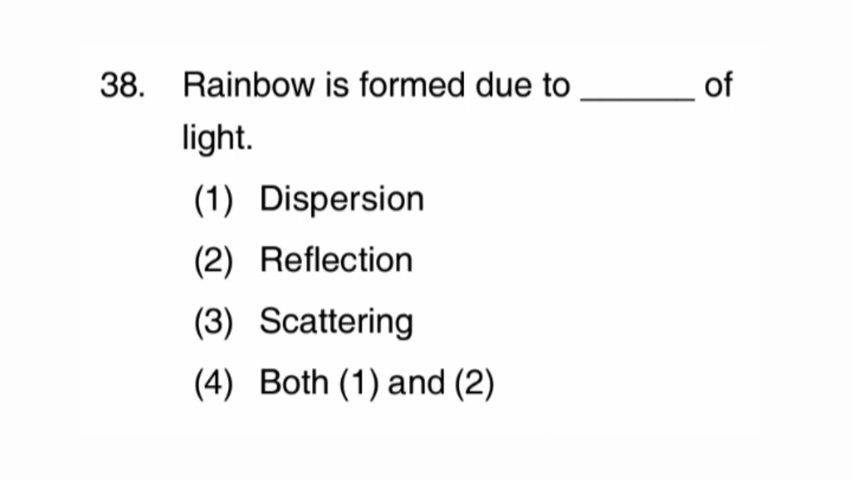 38. Rainbow is formed due to _______ of
light.
(1) Dispersion
(2) Reflection
(3) Scattering
(4) Both (1) and (2)